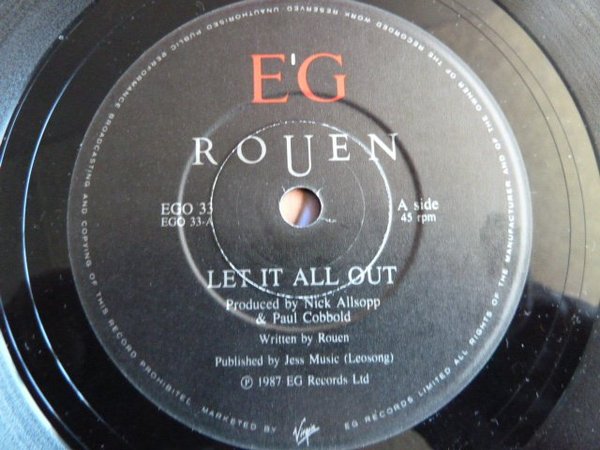 E'G
ROUEN
EGO 33
EGO 33-A
A side
45 rpm
LET IT ALL OUT
Produced by Nick Allsopp
& Paul Cobbold
Written by Rouen
Published by Jess Music (Leosong)
℗ 1987 EG Records Ltd
EG RECORDS LIMITED ALL RIGHTS OF THE MANUFACTURER AND OF THE OWNER OF THE RECORDED WORK RESERVED UNAUTHORISED PUBLIC PERFORMANCE BROADCASTING AND COPYING OF THIS RECORD PROHIBITED. MARKETED BY
Virgin